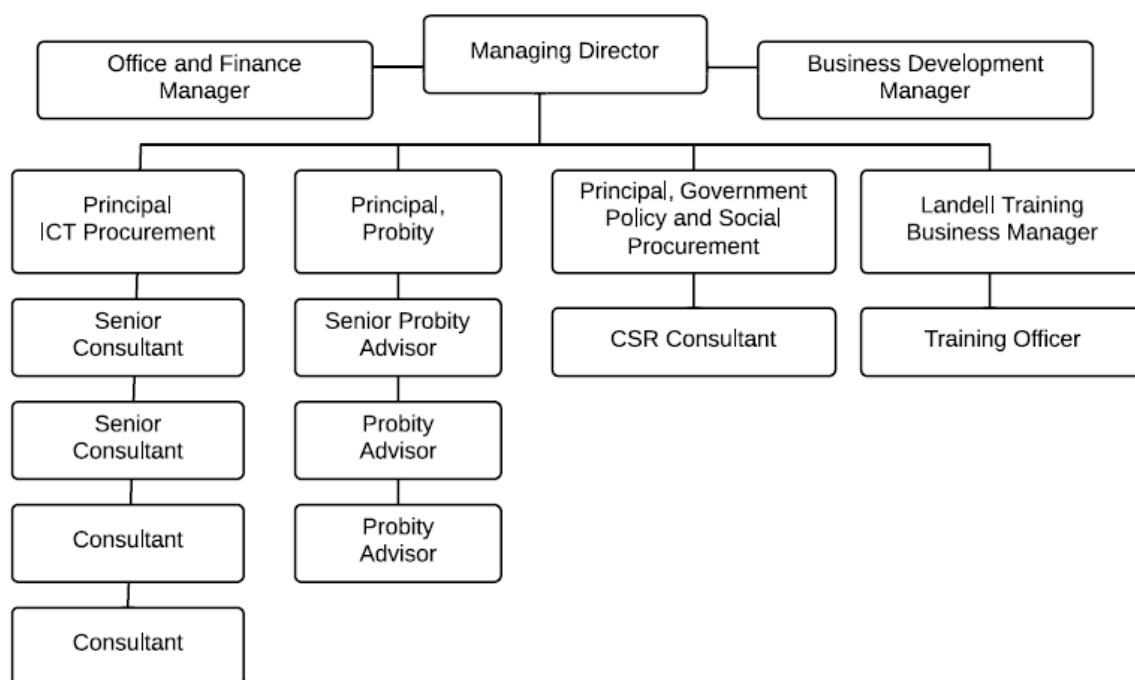 Managing Director
Office and Finance
Manager
Business Development
Manager
Principal
ICT Procurement
Principal,
Probity
Principal, Government
Policy and Social
Procurement
Landell Training
Business Manager
Senior
Consultant
Senior Probity
Advisor
CSR Consultant
Training Officer
Senior
Consultant
Probity
Advisor
Consultant
Probity
Advisor
Consultant